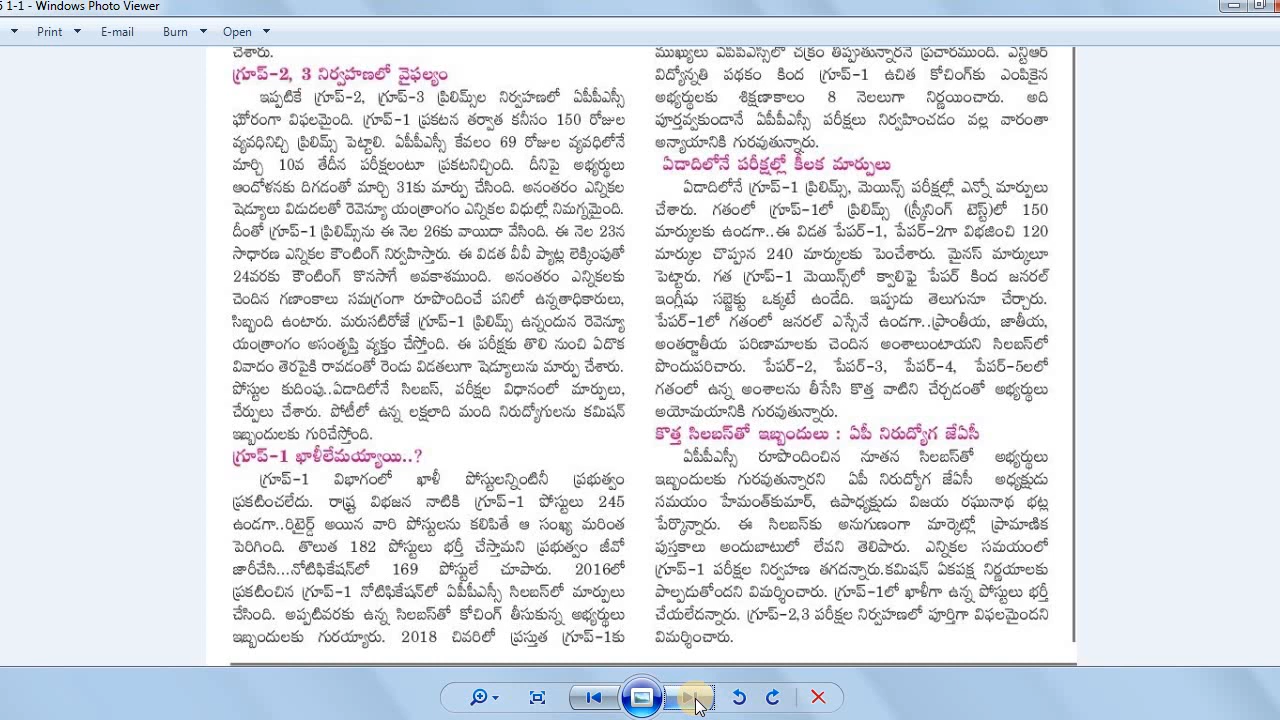 5 1-1 - Windows Photo Viewer
Print E-mail Burn Open
చేశారు.
గ్రూప్-2, 3 నిర్వహణలో వైఫల్యం
ఇప్పటికే గ్రూప్-2, గ్రూప్-3 ప్రిలిమ్స్‌ల నిర్వహణలో ఏపీపీఎస్సీ
ఘోరంగా విఫలమైంది. గ్రూప్-1 ప్రకటన తర్వాత కనీసం 150 రోజుల
వ్యవధినిచ్చి ప్రిలిమ్స్ పెట్టాలి. ఏపీపీఎస్సీ కేవలం 69 రోజుల వ్యవధిలోనే
మార్చి 10వ తేదీన పరీక్షలంటూ ప్రకటనిచ్చింది. దీనిపై అభ్యర్థులు
ఆందోళనకు దిగడంతో మార్చి 31కు మార్పు చేసింది. అనంతరం ఎన్నికల
షెడ్యూలు విడుదలతో రెవెన్యూ యంత్రాంగం ఎన్నికల విధుల్లో నిమగ్నమైంది.
దీంతో గ్రూప్-1 ప్రిలిమ్స్‌ను ఈ నెల 26కు వాయిదా వేసింది. ఈ నెల 23న
సాధారణ ఎన్నికల కౌంటింగ్ నిర్వహిస్తారు. ఈ విడత వీవీ ప్యాట్ల లెక్కింపుతో
24వరకు కౌంటింగ్ కొనసాగే అవకాశముంది. అనంతరం ఎన్నికలకు
చెందిన గణాంకాలు సమగ్రంగా రూపొందించే పనిలో ఉన్నతాధికారులు,
సిబ్బంది ఉంటారు. మరుసటిరోజే గ్రూప్-1 ప్రిలిమ్స్ ఉన్నందున రెవెన్యూ
యంత్రాంగం అసంతృప్తి వ్యక్తం చేస్తోంది. ఈ పరీక్షకు తొలి నుంచి ఏదొక
వివాదం తెరపైకి రావడంతో రెండు విడతలుగా షెడ్యూలును మార్పు చేశారు.
పోస్టుల కుదింపు..ఏడాదిలోనే సిలబస్, పరీక్షల విధానంలో మార్పులు,
చేర్పులు చేశారు. పోటీలో ఉన్న లక్షలాది మంది నిరుద్యోగులను కమిషన్
ఇబ్బందులకు గురిచేస్తోంది.
గ్రూప్-1 ఖాళీలేమయ్యాయి..?
గ్రూప్-1 విభాగంలో ఖాళీ పోస్టులన్నింటినీ ప్రభుత్వం
ప్రకటించలేదు. రాష్ట్ర విభజన నాటికి గ్రూప్-1 పోస్టులు 245
ఉండగా..రిటైర్డ్ అయిన వారి పోస్టులను కలిపితే ఆ సంఖ్య మరింత
పెరిగింది. తొలుత 182 పోస్టులు భర్తీ చేస్తామని ప్రభుత్వం జీవో
జారీచేసి...నోటిఫికేషన్‌లో 169 పోస్టులే చూపారు. 2016లో
ప్రకటించిన గ్రూప్-1 నోటిఫికేషన్‌లో ఏపీపీఎస్సీ సిలబస్‌లో మార్పులు
చేసింది. అప్పటివరకు ఉన్న సిలబస్‌తో కోచింగ్ తీసుకున్న అభ్యర్థులు
ఇబ్బందులకు గురయ్యారు. 2018 చివరిలో ప్రస్తుత గ్రూప్-1కు
ముఖ్యులు ఏపీపీఎస్సీలో చక్రం తిప్పుతున్నారనే ప్రచారముంది. ఎన్టీఆర్
విద్యోన్నతి పథకం కింద గ్రూప్-1 ఉచిత కోచింగ్‌కు ఎంపికైన
అభ్యర్థులకు శిక్షణాకాలం 8 నెలలుగా నిర్ణయించారు. అది
పూర్తవ్వకుండానే ఏపీపీఎస్సీ పరీక్షలు నిర్వహించడం వల్ల వారంతా
అన్యాయానికి గురవుతున్నారు.
ఏడాదిలోనే పరీక్షల్లో కీలక మార్పులు
ఏడాదిలోనే గ్రూప్-1 ప్రిలిమ్స్, మెయిన్స్ పరీక్షల్లో ఎన్నో మార్పులు
చేశారు. గతంలో గ్రూప్-1లో ప్రిలిమ్స్ (స్క్రీనింగ్ టెస్ట్)లో 150
మార్కులకు ఉండగా..ఈ విడత పేపర్-1, పేపర్-2గా విభజించి 120
మార్కుల చొప్పున 240 మార్కులకు పెంచేశారు. మైనస్ మార్కులూ
పెట్టారు. గత గ్రూప్-1 మెయిన్స్‌లో క్వాలిఫై పేపర్ కింద జనరల్
ఇంగ్లీషు సబ్జెక్టు ఒక్కటే ఉండేది. ఇప్పుడు తెలుగునూ చేర్చారు.
పేపర్-1లో గతంలో జనరల్ ఎస్సేనే ఉండగా..ప్రాంతీయ, జాతీయ,
అంతర్జాతీయ పరిణామాలకు చెందిన అంశాలుంటాయని సిలబస్‌లో
పొందుపరిచారు. పేపర్-2, పేపర్-3, పేపర్-4, పేపర్-5లలో
గతంలో ఉన్న అంశాలను తీసేసి కొత్త వాటిని చేర్చడంతో అభ్యర్థులు
అయోమయానికి గురవుతున్నారు.
కొత్త సిలబస్‌తో ఇబ్బందులు : ఏపీ నిరుద్యోగ జేఏసీ
ఏపీపీఎస్సీ రూపొందించిన నూతన సిలబస్‌తో అభ్యర్థులు
ఇబ్బందులకు గురవుతున్నారని ఏపీ నిరుద్యోగ జేఏసీ అధ్యక్షుడు
సమయం హేమంత్‌కుమార్, ఉపాధ్యక్షుడు విజయ రఘునాథ భట్ల
పేర్కొన్నారు. ఈ సిలబస్‌కు అనుగుణంగా మార్కెట్లో ప్రామాణిక
పుస్తకాలు అందుబాటులో లేవని తెలిపారు. ఎన్నికల సమయంలో
గ్రూప్-1 పరీక్షల నిర్వహణ తగదన్నారు.కమిషన్ ఏకపక్ష నిర్ణయాలకు
పాల్పడుతోందని విమర్శించారు. గ్రూప్-1లో ఖాళీగా ఉన్న పోస్టులు భర్తీ
చేయలేదన్నారు. గ్రూప్-2,3 పరీక్షల నిర్వహణలో పూర్తిగా విఫలమైందని
విమర్శించారు.